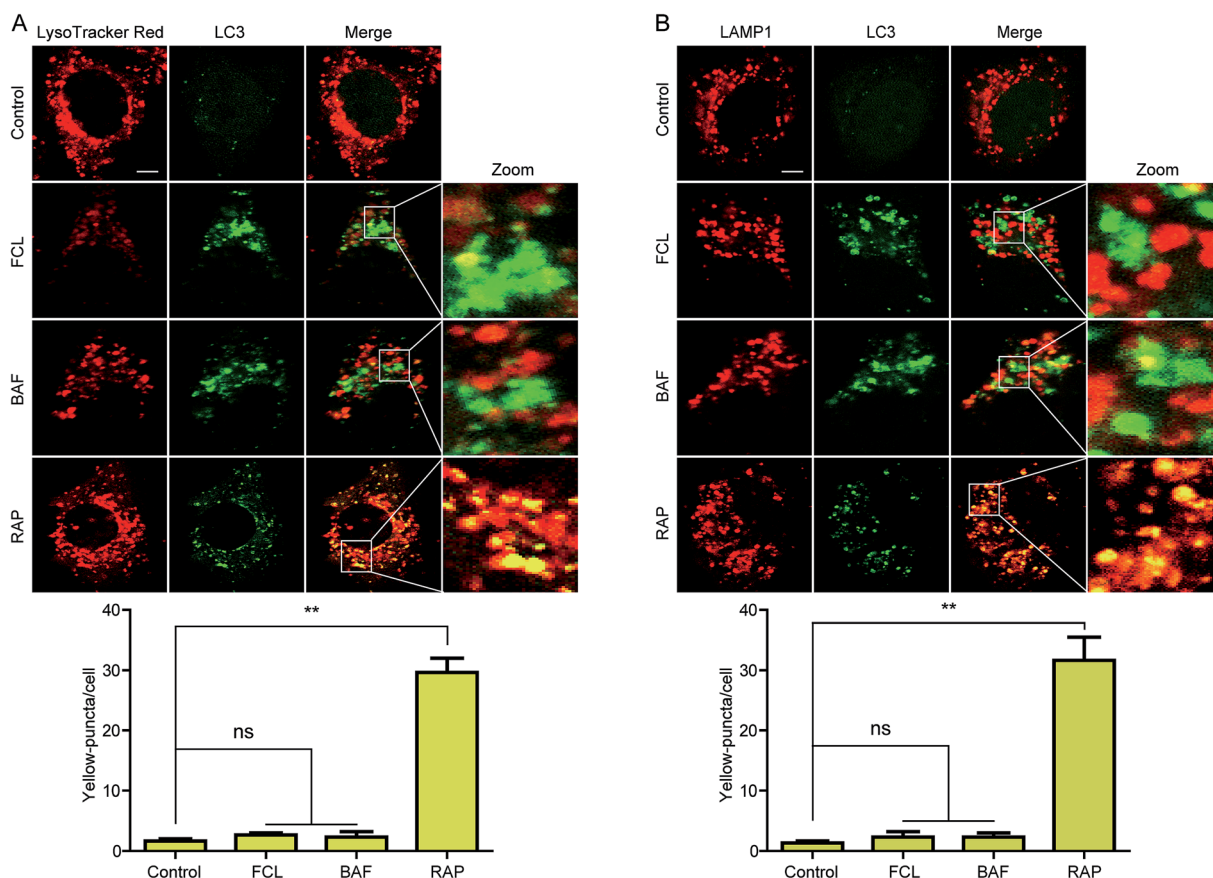 A
LysoTracker Red LC3 Merge
Control
Zoom
FCL
BAF
RAP
Yellow-puncta/cell
40
30
20
10
0
**
ns
Control FCL BAF RAP
B
LAMP1 LC3 Merge
Control
Zoom
FCL
BAF
RAP
Yellow-puncta/cell
40
30
20
10
0
**
ns
Control FCL BAF RAP